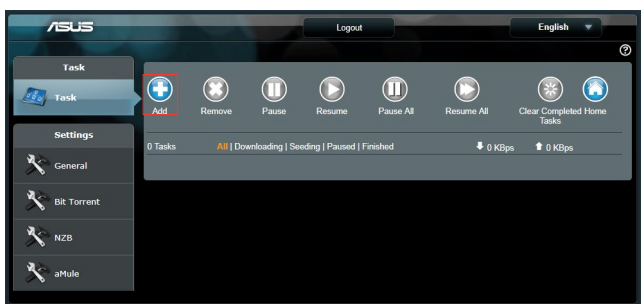 ASUS
Logout
English
Task
Task
Settings
General
Bit Torrent
NZB
aMule
Add
Remove
Pause
Resume
Pause All
Resume All
Clear Completed Home
Tasks
0 Tasks
All | Downloading | Seeding | Paused | Finished
0 KBps
0 KBps